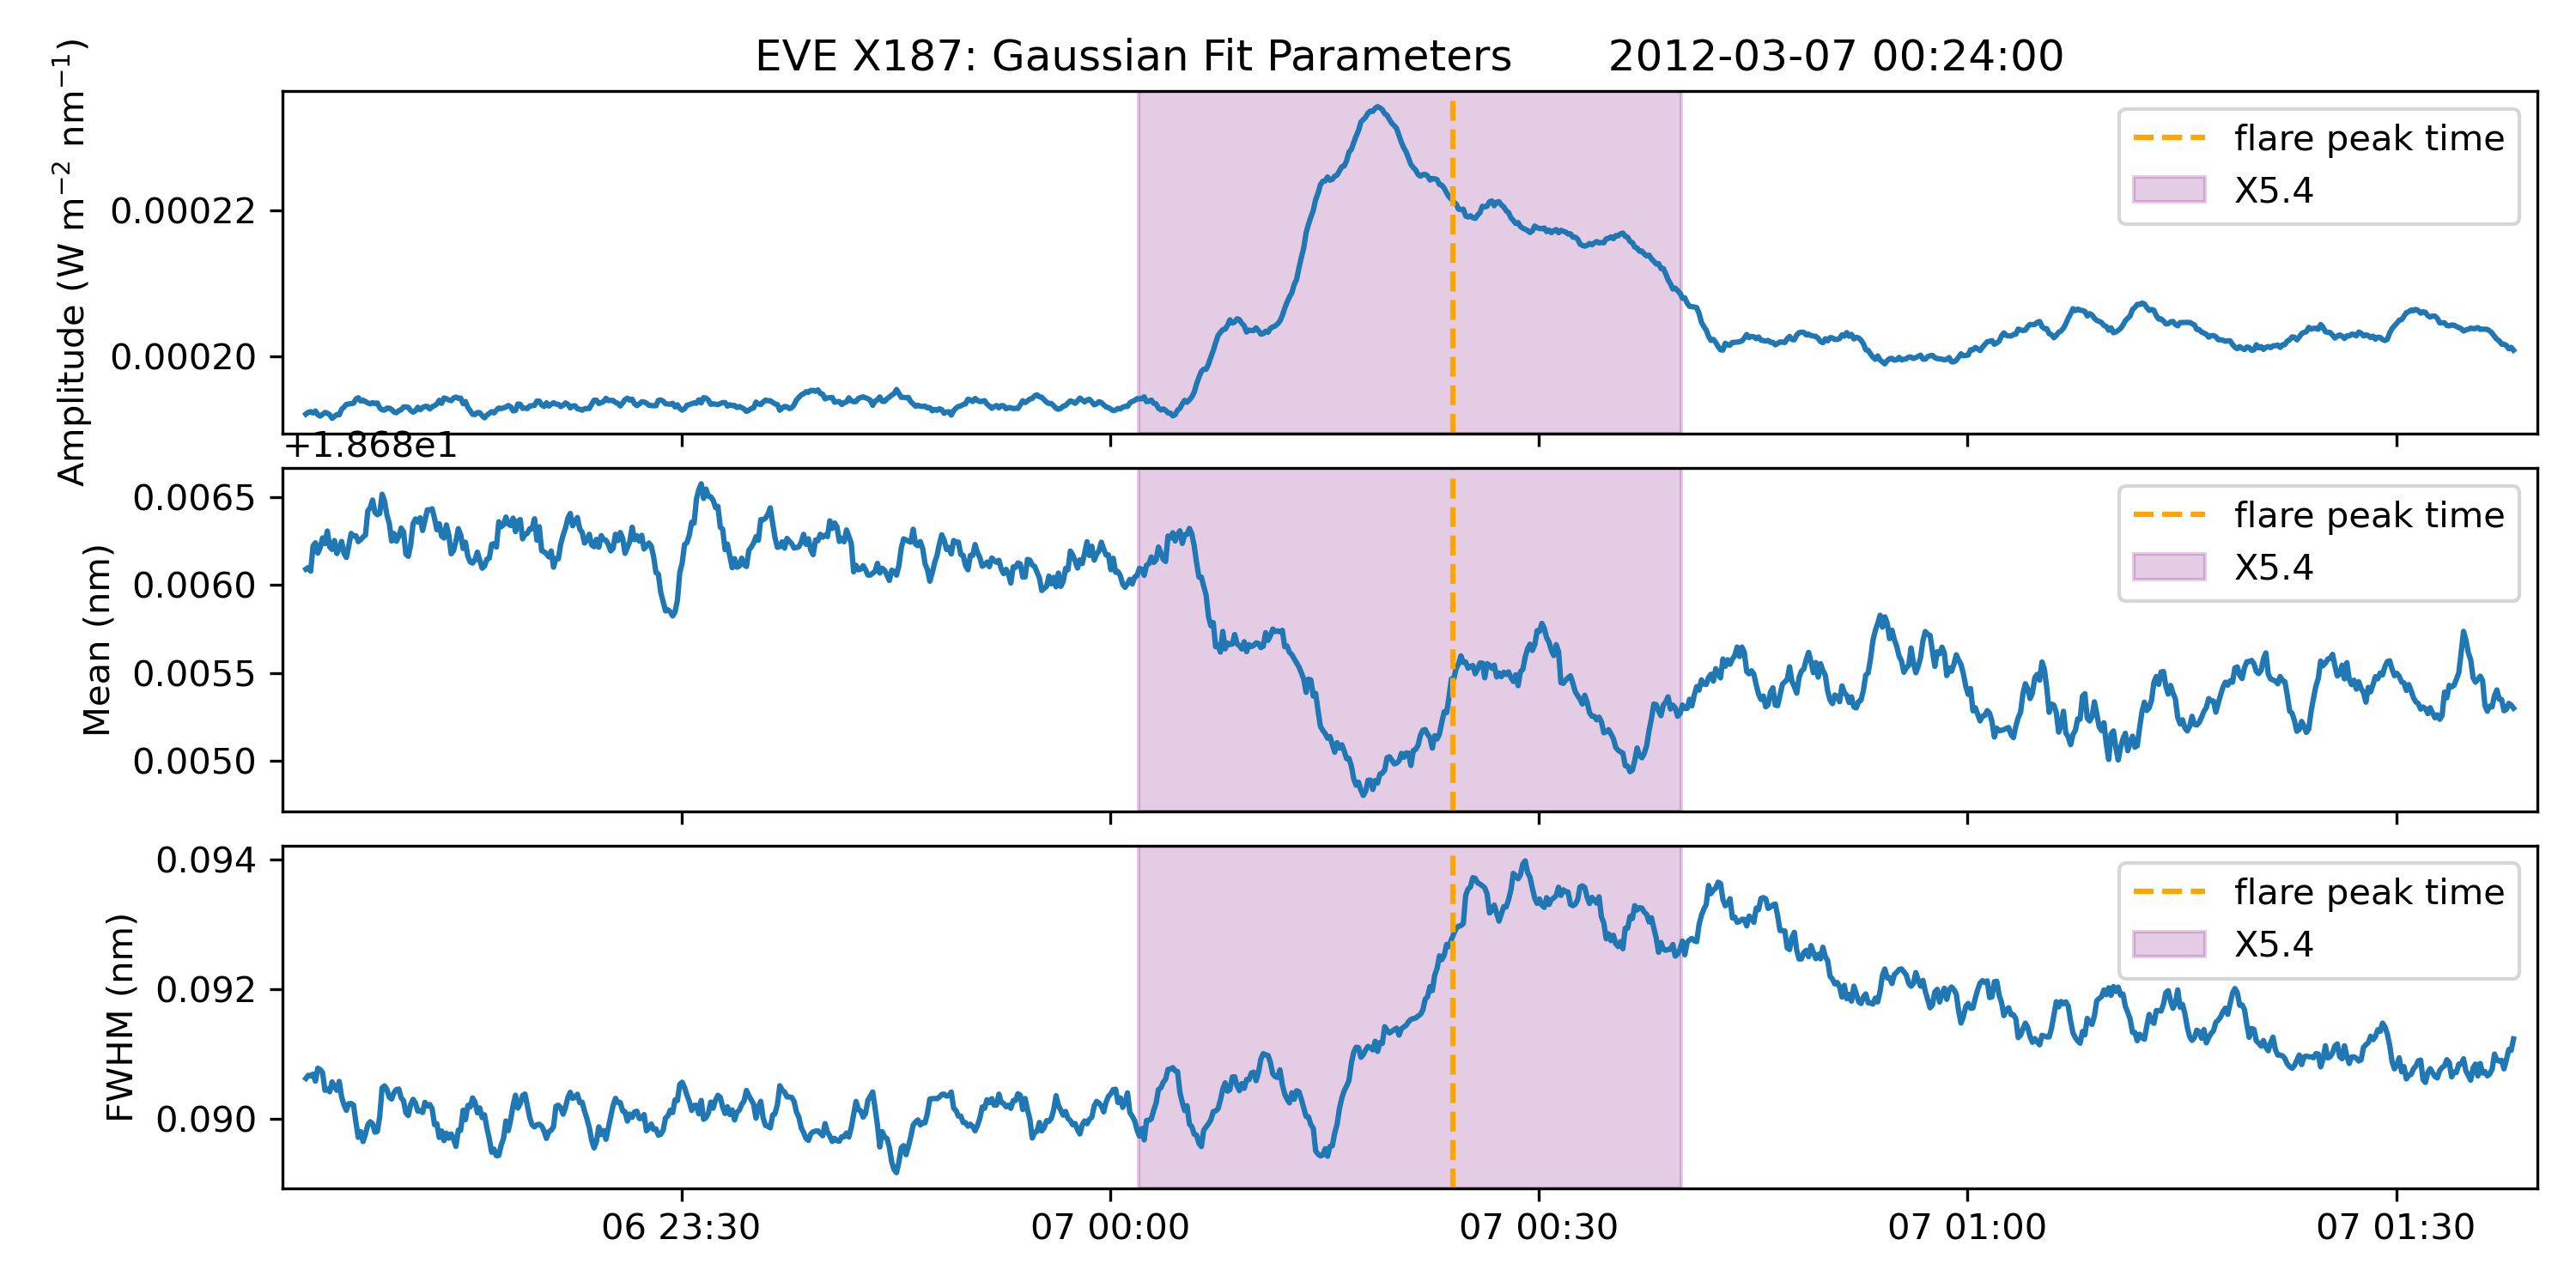 EVE X187: Gaussian Fit Parameters 2012-03-07 00:24:00
Amplitude (W m⁻² nm⁻¹)
0.00022
0.00020
flare peak time
X5.4
+1.868e1
Mean (nm)
0.0065
0.0060
0.0055
0.0050
flare peak time
X5.4
FWHM (nm)
0.094
0.092
0.090
flare peak time
X5.4
06 23:30 07 00:00 07 00:30 07 01:00 07 01:30